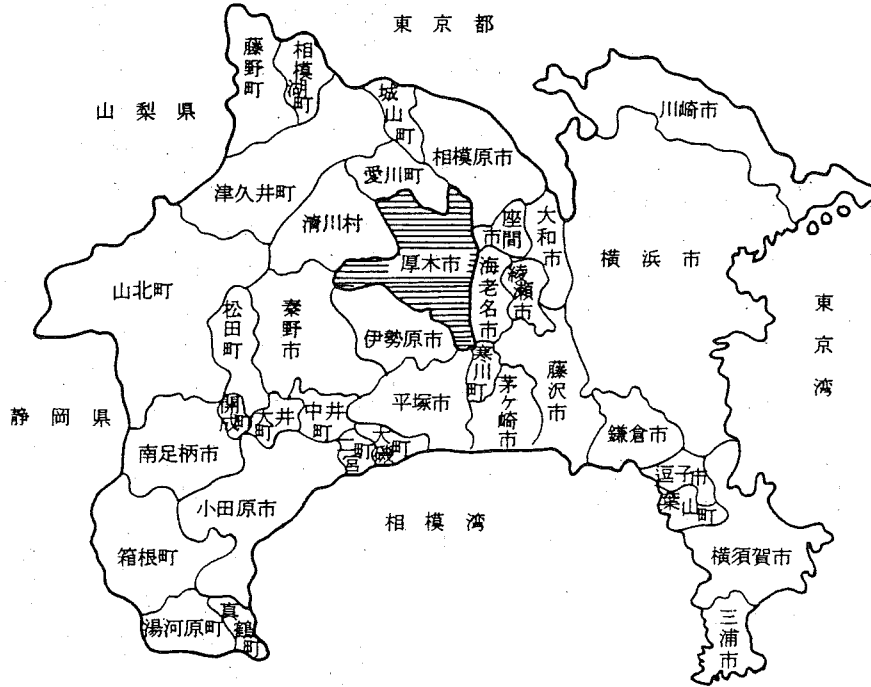 東京都
藤野町
相模湖町
山梨県
城山町
川崎市
相模原市
愛川町
津久井町
清川村
座間市
大和市
厚木市
横浜市
海老名市
綾瀬市
山北町
松田町
秦野市
伊勢原市
東京湾
寒川町
藤沢市
茅ヶ崎市
静岡県
開成町
大井町
中井町
平塚市
鎌倉市
南足柄市
二宮町
大磯町
逗子市
葉山町
小田原市
相模湾
箱根町
横須賀市
湯河原町
真鶴町
三浦市